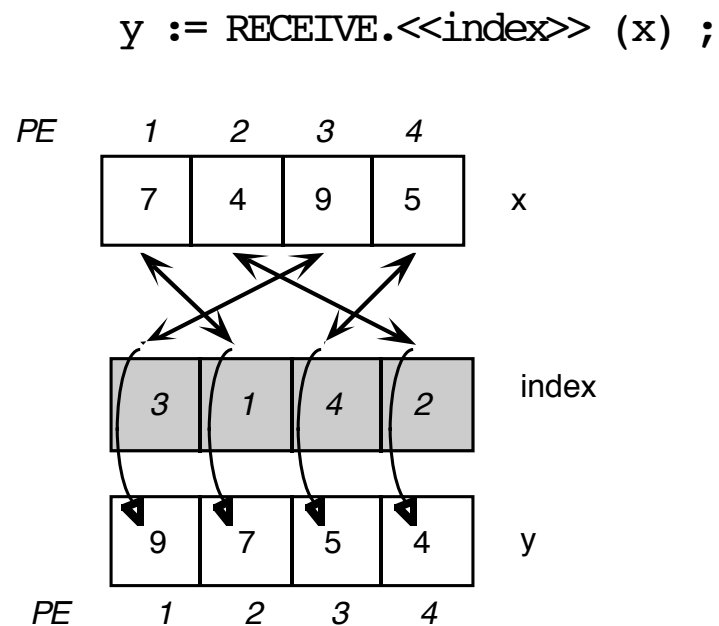 y := RECEIVE.<<index>> (x) ;
PE 1 2 3 4
7 4 9 5 x
3 1 4 2 index
9 7 5 4 y
PE 1 2 3 4